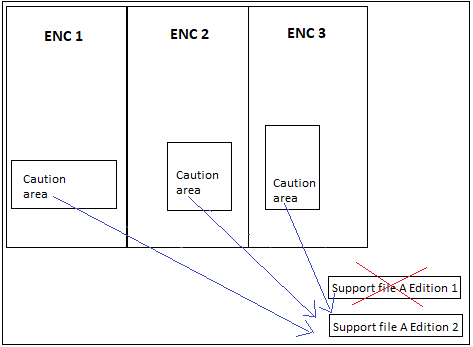 ENC 1
ENC 2
ENC 3
Caution
area
Caution
area
Caution
area
Support file A Edition 1
Support file A Edition 2